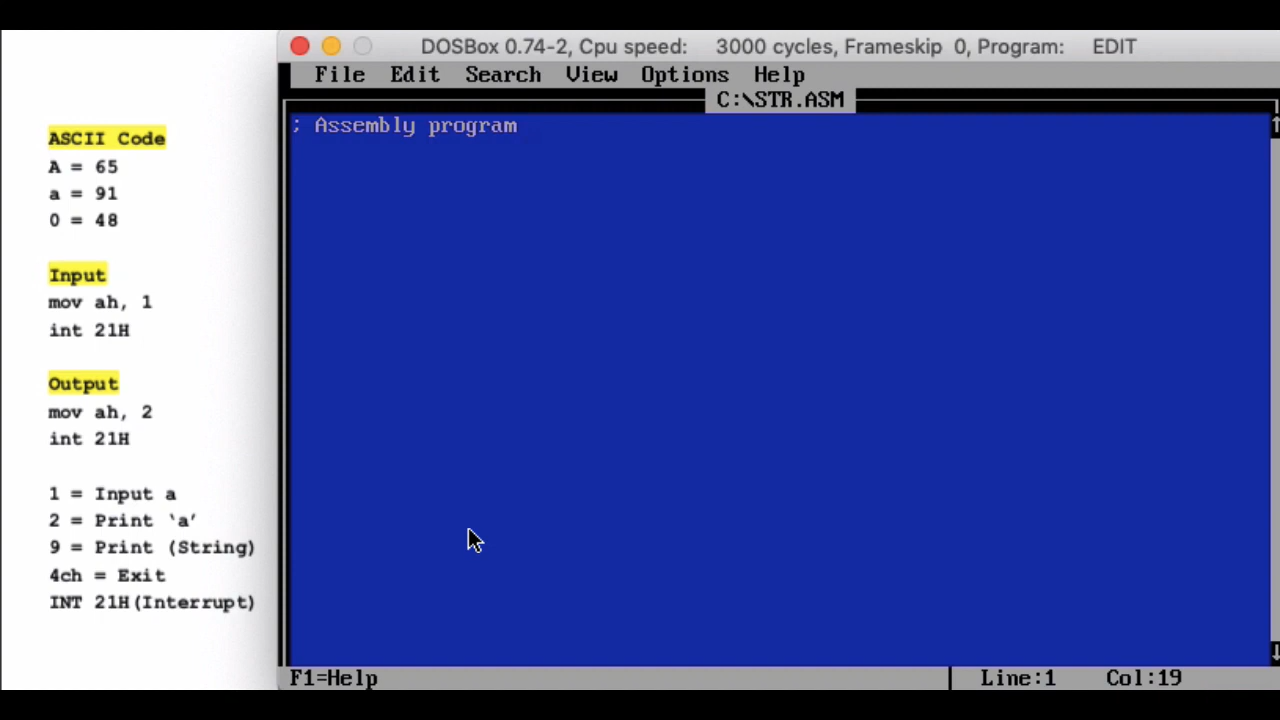 ASCII Code
A = 65
a = 91
0 = 48
Input
mov ah, 1
int 21H
Output
mov ah, 2
int 21H
1 = Input a
2 = Print ‘a’
9 = Print (String)
4ch = Exit
INT 21H(Interrupt)
DOSBox 0.74-2, Cpu speed: 3000 cycles, Frameskip 0, Program: EDIT
File Edit Search View Options Help
C:\STR.ASM
; Assembly program
F1=Help Line:1 Col:19